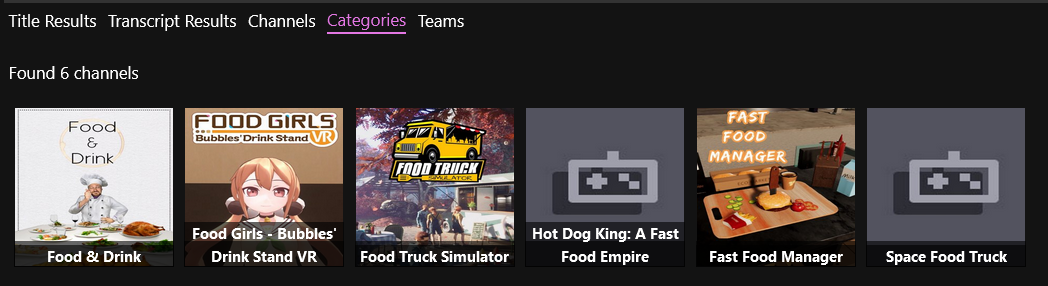 Title Results Transcript Results Channels Categories Teams
Found 6 channels
Food
&
Drink
Food & Drink
FOOD GIRLS
Bubbles' Drink Stand VR
Food Girls - Bubbles'
Drink Stand VR
FOOD TRUCK
SIMULATOR
Food Truck Simulator
Hot Dog King: A Fast
Food Empire
FAST
FOOD
MANAGER
Fast Food Manager
Space Food Truck